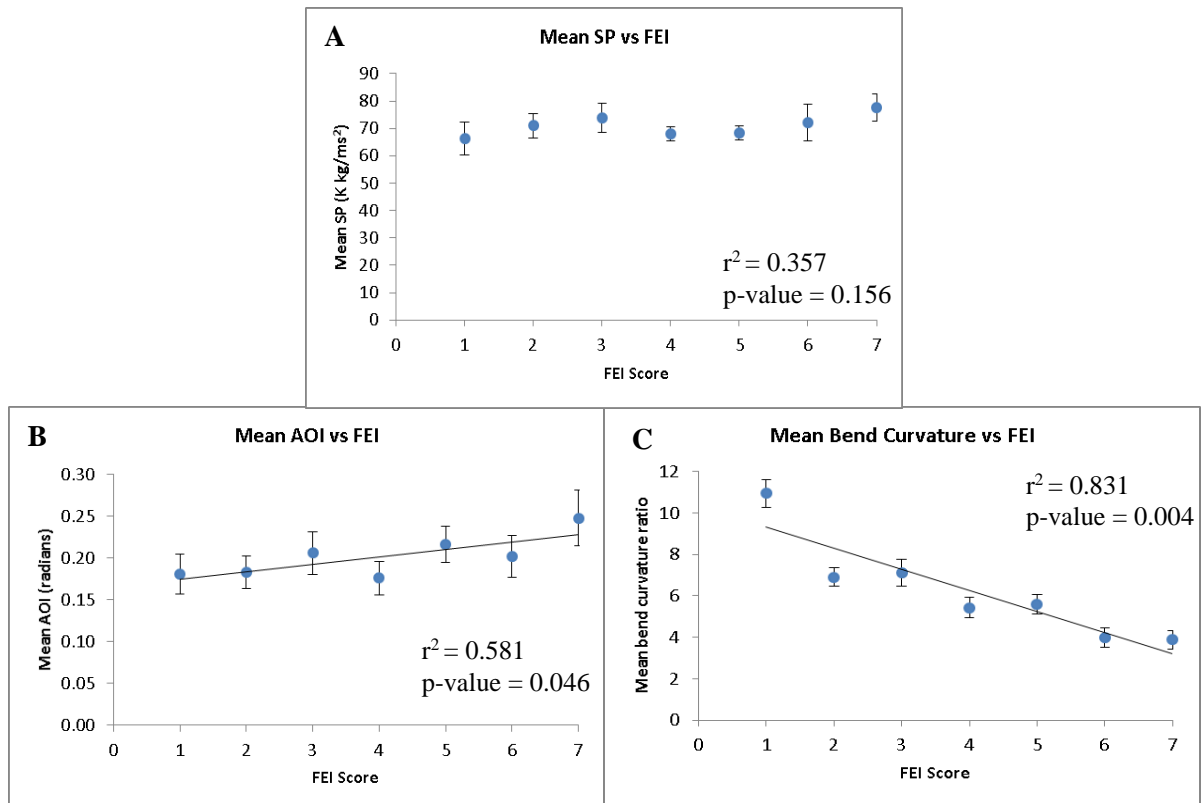 A
Mean SP vs FEI
Mean SP (K kg/ms²)
90
80
70
60
50
40
30
20
10
0
0 1 2 3 4 5 6 7
FEI Score
r² = 0.357
p-value = 0.156
B
Mean AOI vs FEI
Mean AOI (radians)
0.30
0.25
0.20
0.15
0.10
0.05
0.00
0 1 2 3 4 5 6 7
FEI Score
r² = 0.581
p-value = 0.046
C
Mean Bend Curvature vs FEI
Mean bend curvature ratio
12
10
8
6
4
2
0
0 1 2 3 4 5 6 7
FEI Score
r² = 0.831
p-value = 0.004